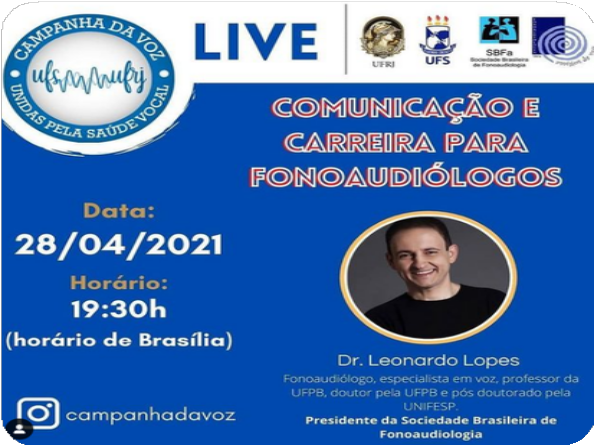 CAMPANHA DA VOZ
ufs ufrj
UNIDAS PELA SAÚDE VOCAL
LIVE
UFRJ
UFS
SBFa
Sociedade Brasileira
de Fonoaudiologia
COMUNICAÇÃO E
CARREIRA PARA
FONOAUDIÓLOGOS
Data:
28/04/2021
Horário:
19:30h
(horário de Brasília)
campanhadavoz
Dr. Leonardo Lopes
Fonoaudiólogo, especialista em voz, professor da
UFPB, doutor pela UFPB e pós doutorado pela
UNIFESP.
Presidente da Sociedade Brasileira de
Fonoaudiologia